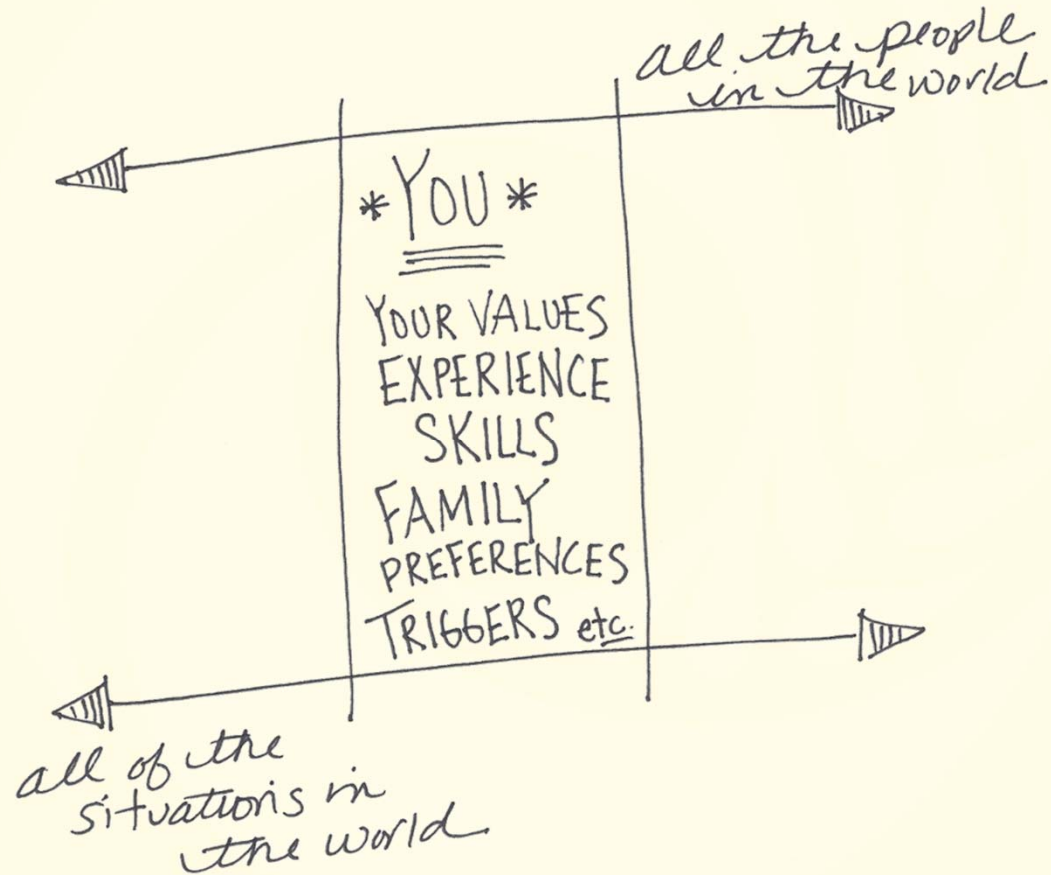 all the people
in the world
*YOU*
YOUR VALUES
EXPERIENCE
SKILLS
FAMILY
PREFERENCES
TRIGGERS etc.
all of the
situations in
the world